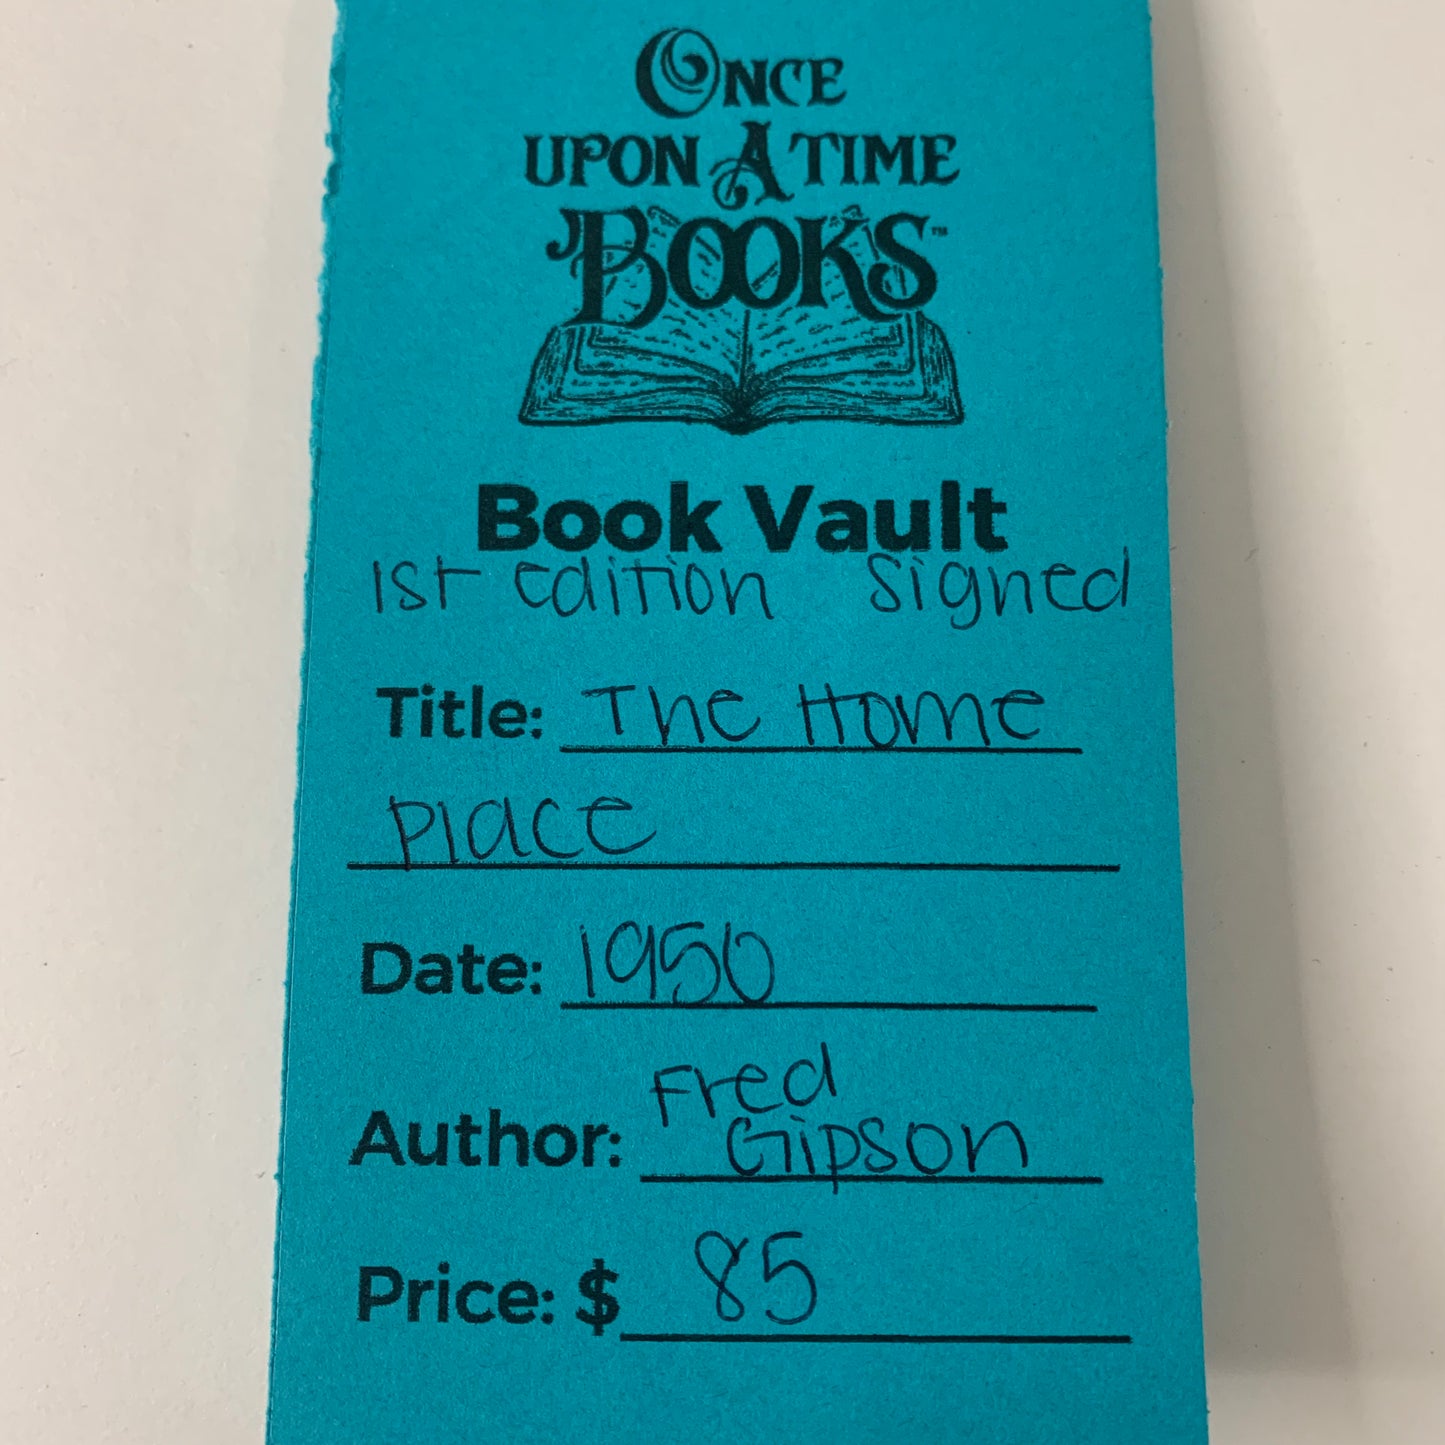 ONCE
UPON A TIME
BOOKS™
Book Vault
1st edition signed
Title: The Home
Place
Date: 1950
Fred
Author: Gipson
Price: $ 85